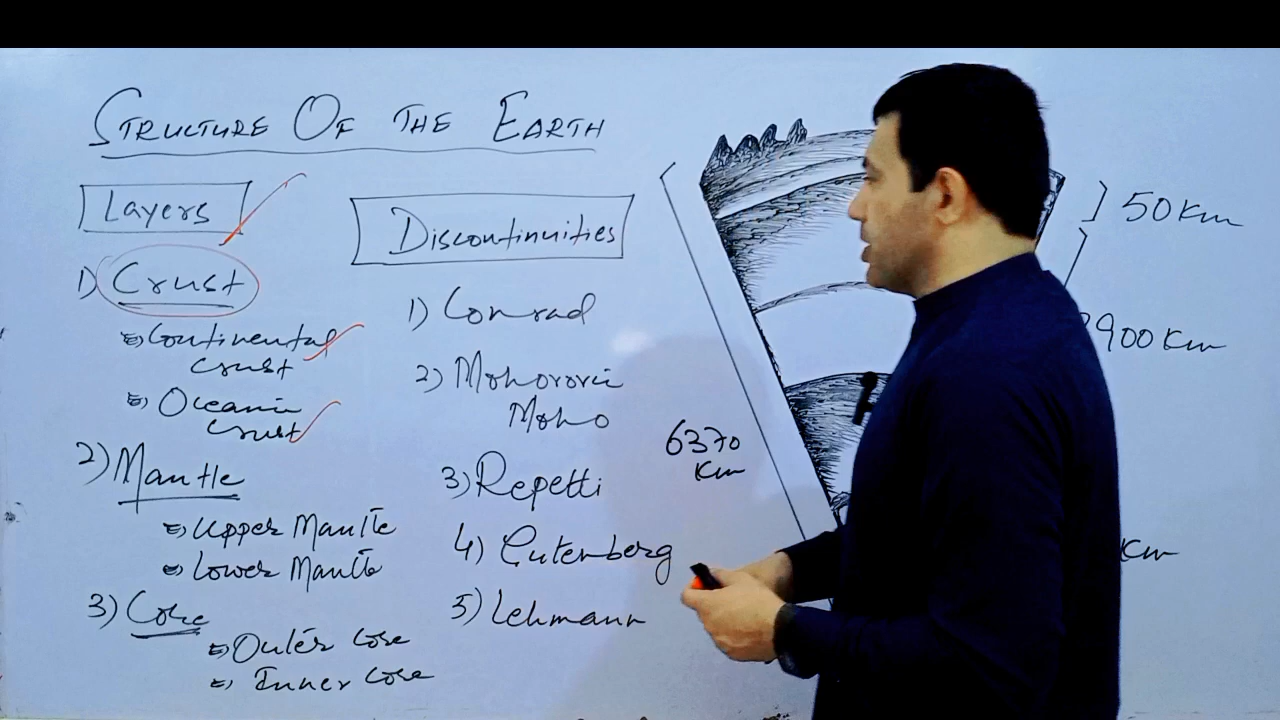 STRUCTURE OF THE EARTH
Layers
1) Crust
Continental
Crust
Oceanic
Crust
2) Mantle
Upper Mantle
Lower Mantle
3) Core
Outer Core
Inner Core
Discontinuities
1) Conrad
2) Mohorovic
Moho
3) Repetti
4) Gutenberg
5) Lehmann
6370
Km
50 Km
900 Km
Km